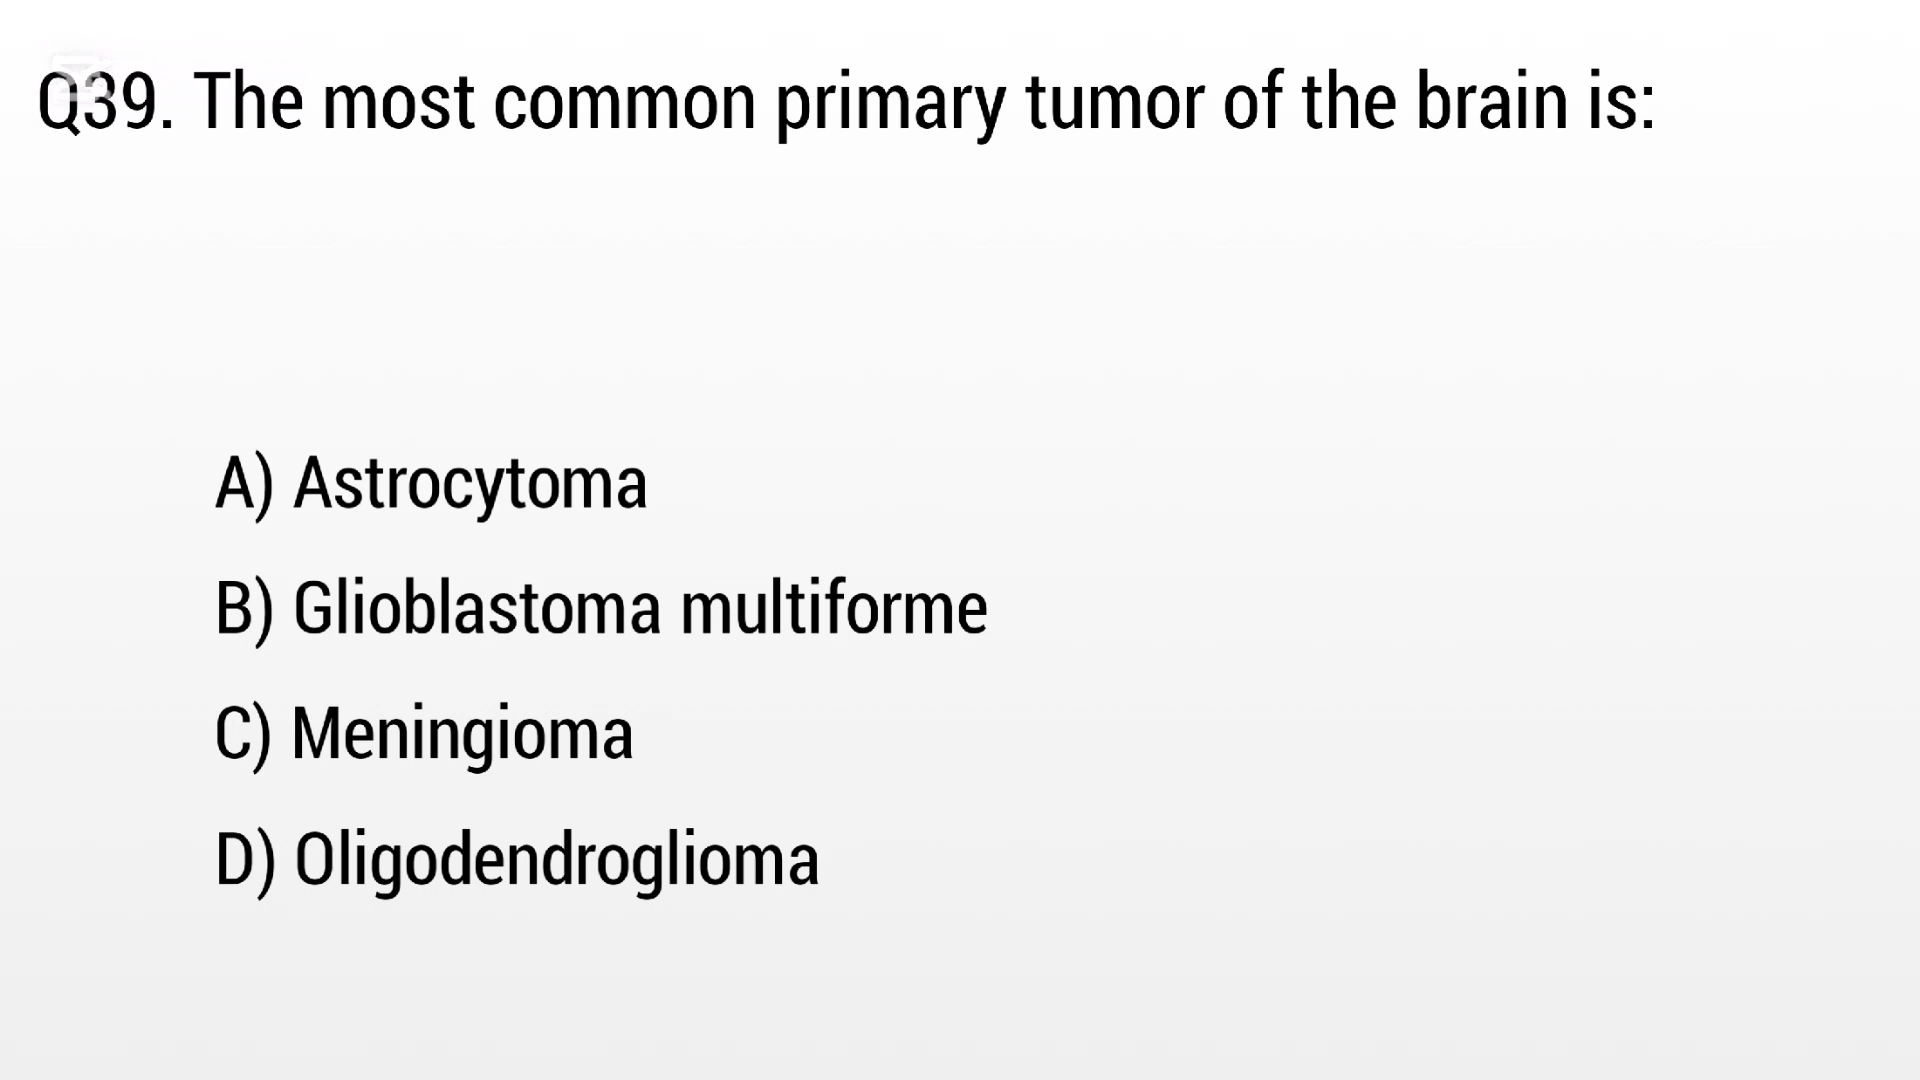 Q39. The most common primary tumor of the brain is:
A) Astrocytoma
B) Glioblastoma multiforme
C) Meningioma
D) Oligodendroglioma